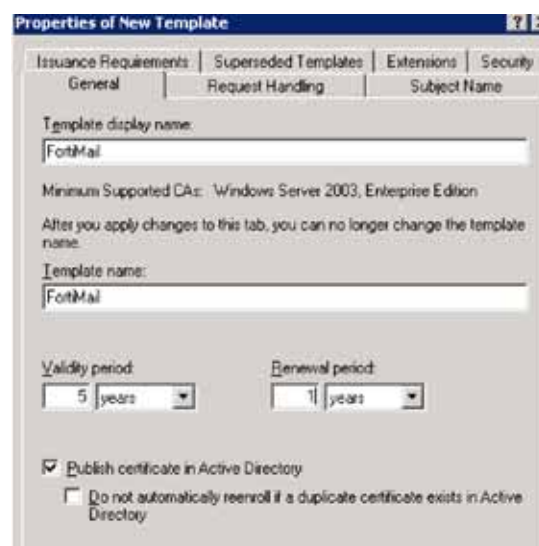 Properties of New Template
Issuance Requirements Superseded Templates Extensions Security
General Request Handling Subject Name
Template display name:
FortiMail
Minimum Supported CAs: Windows Server 2003, Enterprise Edition
After you apply changes to this tab, you can no longer change the template
name.
Template name:
FortiMail
Validity period: Renewal period:
5 years 1 years
Publish certificate in Active Directory
Do not automatically reenroll if a duplicate certificate exists in Active
Directory